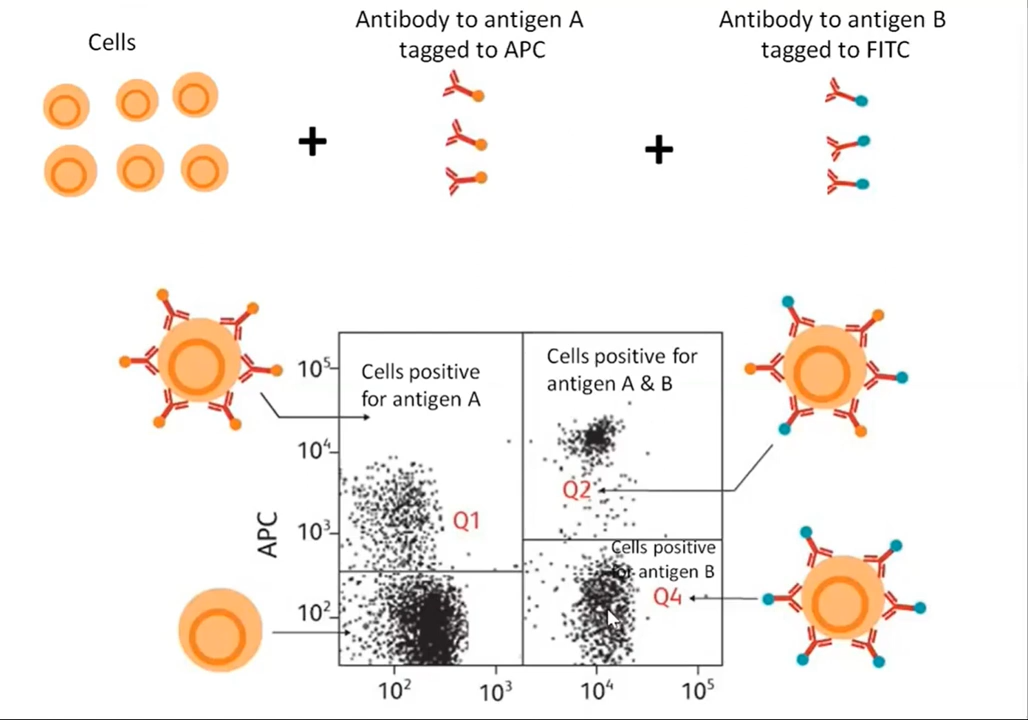 Cells
Antibody to antigen A
tagged to APC
Antibody to antigen B
tagged to FITC
+
+
Cells positive
for antigen A
Cells positive for
antigen A & B
10⁵
10⁴
10³
10²
APC
Q1
Q2
Cells positive
for antigen B
Q4
10²
10³
10⁴
10⁵